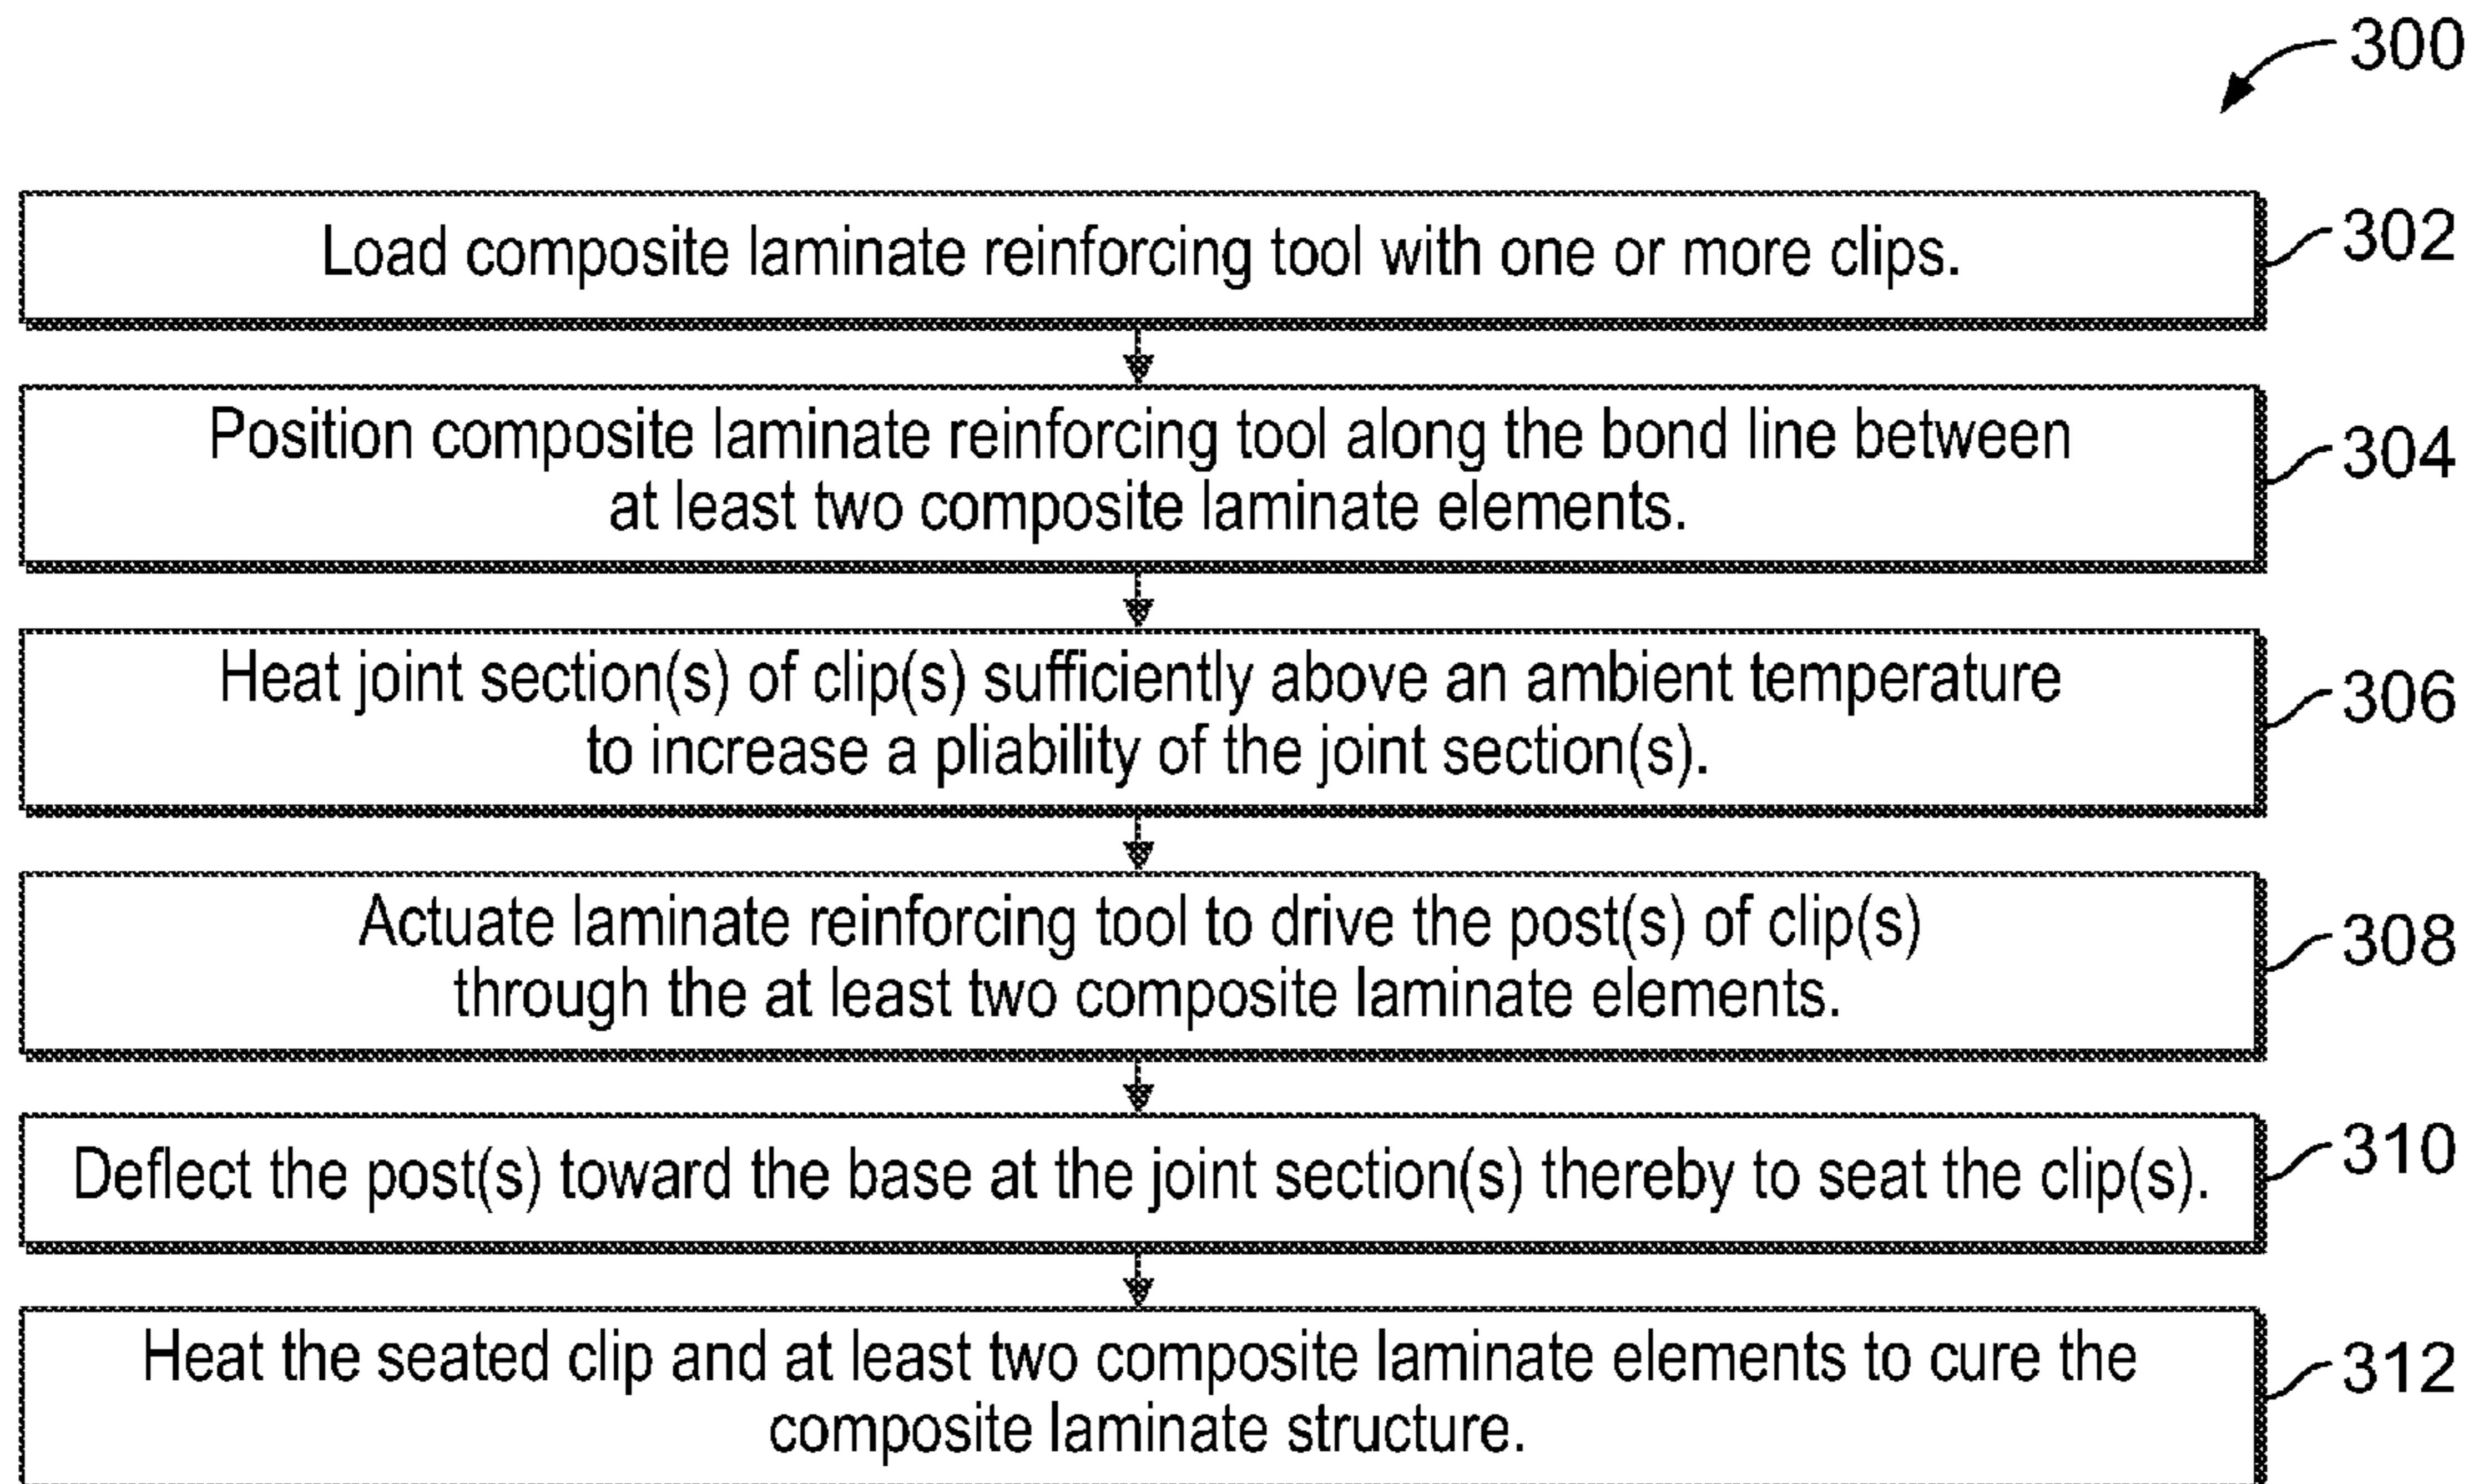 300
Load composite laminate reinforcing tool with one or more clips.
302
Position composite laminate reinforcing tool along the bond line between
at least two composite laminate elements.
304
Heat joint section(s) of clip(s) sufficiently above an ambient temperature
to increase a pliability of the joint section(s).
306
Actuate laminate reinforcing tool to drive the post(s) of clip(s)
through the at least two composite laminate elements.
308
Deflect the post(s) toward the base at the joint section(s) thereby to seat the clip(s).
310
Heat the seated clip and at least two composite laminate elements to cure the
composite laminate structure.
312